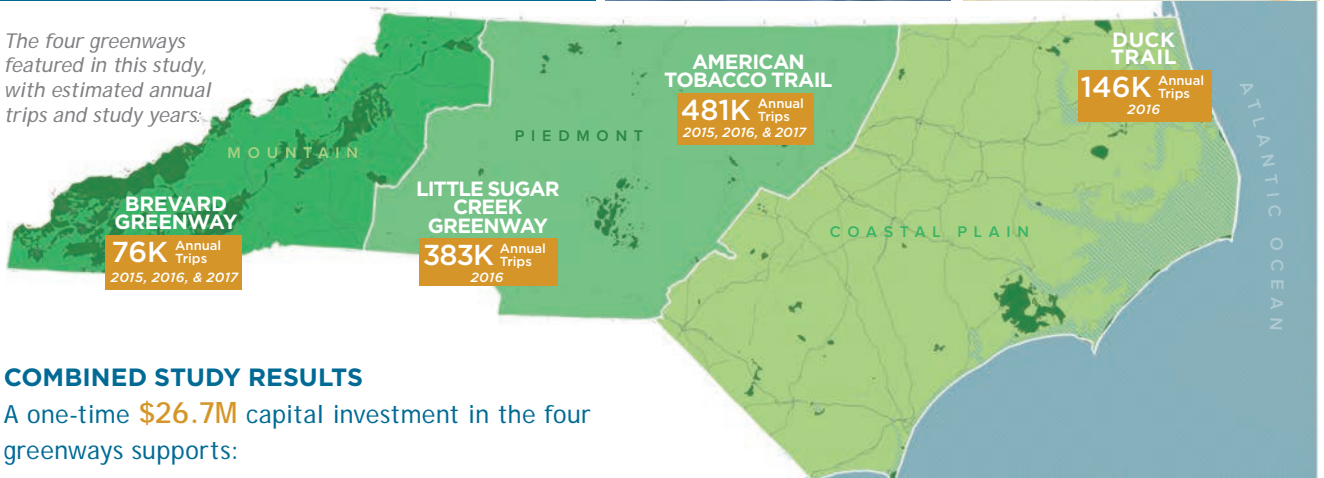 The four greenways
featured in this study,
with estimated annual
trips and study years:
MOUNTAIN
PIEDMONT
COASTAL PLAIN
ATLANTIC OCEAN
BREVARD
GREENWAY
76K Annual Trips
2015, 2016, & 2017
LITTLE SUGAR
CREEK
GREENWAY
383K Annual Trips
2016
AMERICAN
TOBACCO TRAIL
481K Annual Trips
2015, 2016, & 2017
DUCK
TRAIL
146K Annual Trips
2016
COMBINED STUDY RESULTS
A one-time $26.7M capital investment in the four
greenways supports: